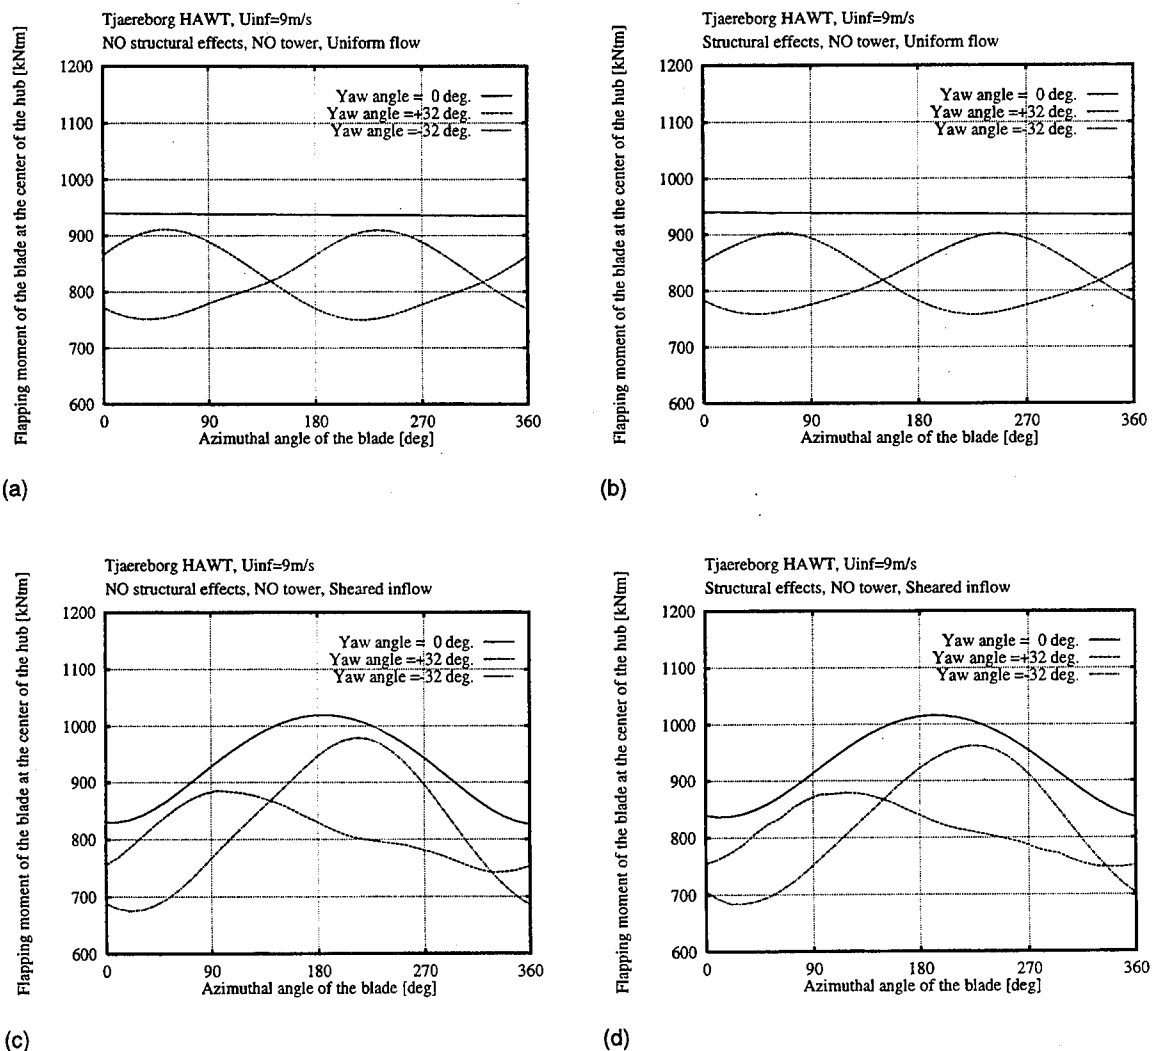 Tjaereborg HAWT, Uinf=9m/s
NO structural effects, NO tower, Uniform flow
Flapping moment of the blade at the center of the hub [kNtm]
1200
1100
1000
900
800
700
600
Yaw angle = 0 deg.
Yaw angle =+32 deg.
Yaw angle =-32 deg.
0 90 180 270 360
Azimuthal angle of the blade [deg]
(a)
Tjaereborg HAWT, Uinf=9m/s
Structural effects, NO tower, Uniform flow
Flapping moment of the blade at the center of the hub [kNtm]
1200
1100
1000
900
800
700
600
Yaw angle = 0 deg.
Yaw angle =+32 deg.
Yaw angle =-32 deg.
0 90 180 270 360
Azimuthal angle of the blade [deg]
(b)
Tjaereborg HAWT, Uinf=9m/s
NO structural effects, NO tower, Sheared inflow
Flapping moment of the blade at the center of the hub [kNtm]
1200
1100
1000
900
800
700
600
Yaw angle = 0 deg.
Yaw angle =+32 deg.
Yaw angle =-32 deg.
0 90 180 270 360
Azimuthal angle of the blade [deg]
(c)
Tjaereborg HAWT, Uinf=9m/s
Structural effects, NO tower, Sheared inflow
Flapping moment of the blade at the center of the hub [kNtm]
1200
1100
1000
900
800
700
600
Yaw angle = 0 deg.
Yaw angle =+32 deg.
Yaw angle =-32 deg.
0 90 180 270 360
Azimuthal angle of the blade [deg]
(d)